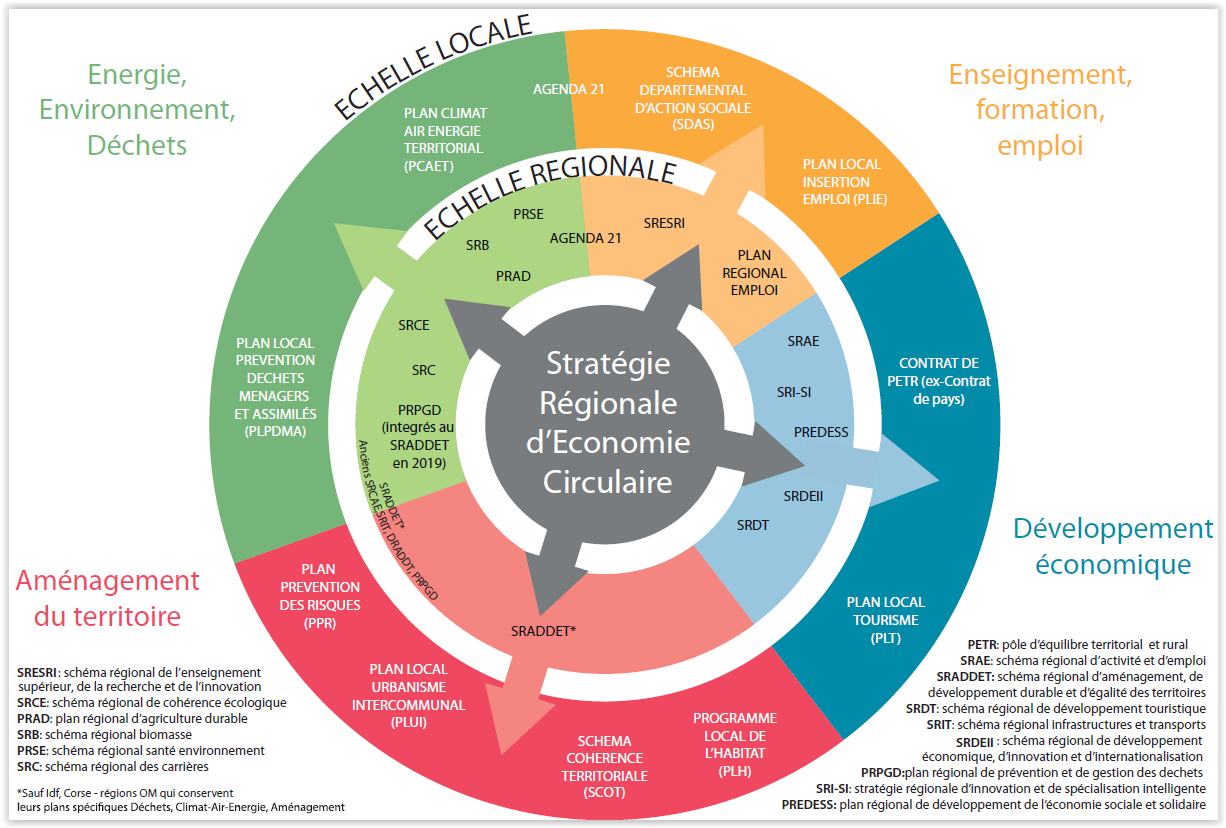 ECHELLE LOCALE
Energie,
Environnement,
Déchets
Enseignement,
formation,
emploi
AGENDA 21
SCHEMA
DEPARTEMENTAL
D'ACTION SOCIALE
(SDAS)
PLAN CLIMAT
AIR ENERGIE
TERRITORIAL
(PCAET)
PLAN LOCAL
INSERTION
EMPLOI (PLIE)
ECHELLE REGIONALE
PRSE
SRESRI
AGENDA 21
SRB
PRAD
PLAN
REGIONAL
EMPLOI
SRCE
SRC
PRPGD
(intégrés au
SRADDET
en 2019)
SRADDET*
Anciens SRCAE, SRIT, DRADDT, PRPGD
PLAN LOCAL
PREVENTION
DECHETS
MENAGERS
ET ASSIMILÉS
(PLPDMA)
Stratégie
Régionale
d'Economie
Circulaire
SRAE
SRI-SI
PREDESS
SRDEII
SRDT
CONTRAT DE
PETR (ex-Contrat
de pays)
Développement
économique
Aménagement
du territoire
PLAN
PREVENTION
DES RISQUES
(PPR)
SRADDET*
PLAN LOCAL
TOURISME
(PLT)
PLAN LOCAL
URBANISME
INTERCOMMUNAL
(PLUI)
SCHEMA
COHERENCE
TERRITORIALE
(SCOT)
PROGRAMME
LOCAL DE
L'HABITAT
(PLH)
SRESRI: schéma régional de l'enseignement
supérieur, de la recherche et de l'innovation
SRCE: schéma régional de cohérence écologique
PRAD: plan régional d'agriculture durable
SRB: schéma régional biomasse
PRSE: schéma régional santé environnement
SRC: schéma régional des carrières
*Sauf Idf, Corse - régions OM qui conservent
leurs plans spécifiques Déchets, Climat-Air-Energie, Aménagement
PETR: pôle d'équilibre territorial et rural
SRAE: schéma régional d'activité et d'emploi
SRADDET: schéma régional d'aménagement, de
développement durable et d'égalité des territoires
SRDT: schéma régional de développement touristique
SRIT: schéma régional infrastructures et transports
SRDEII : schéma régional de développement
économique, d'innovation et d'internationalisation
PRPGD:plan régional de prévention et de gestion des dechets
SRI-SI: stratégie régionale d'innovation et de spécialisation intelligente
PREDESS: plan régional de développement de l'économie sociale et solidaire